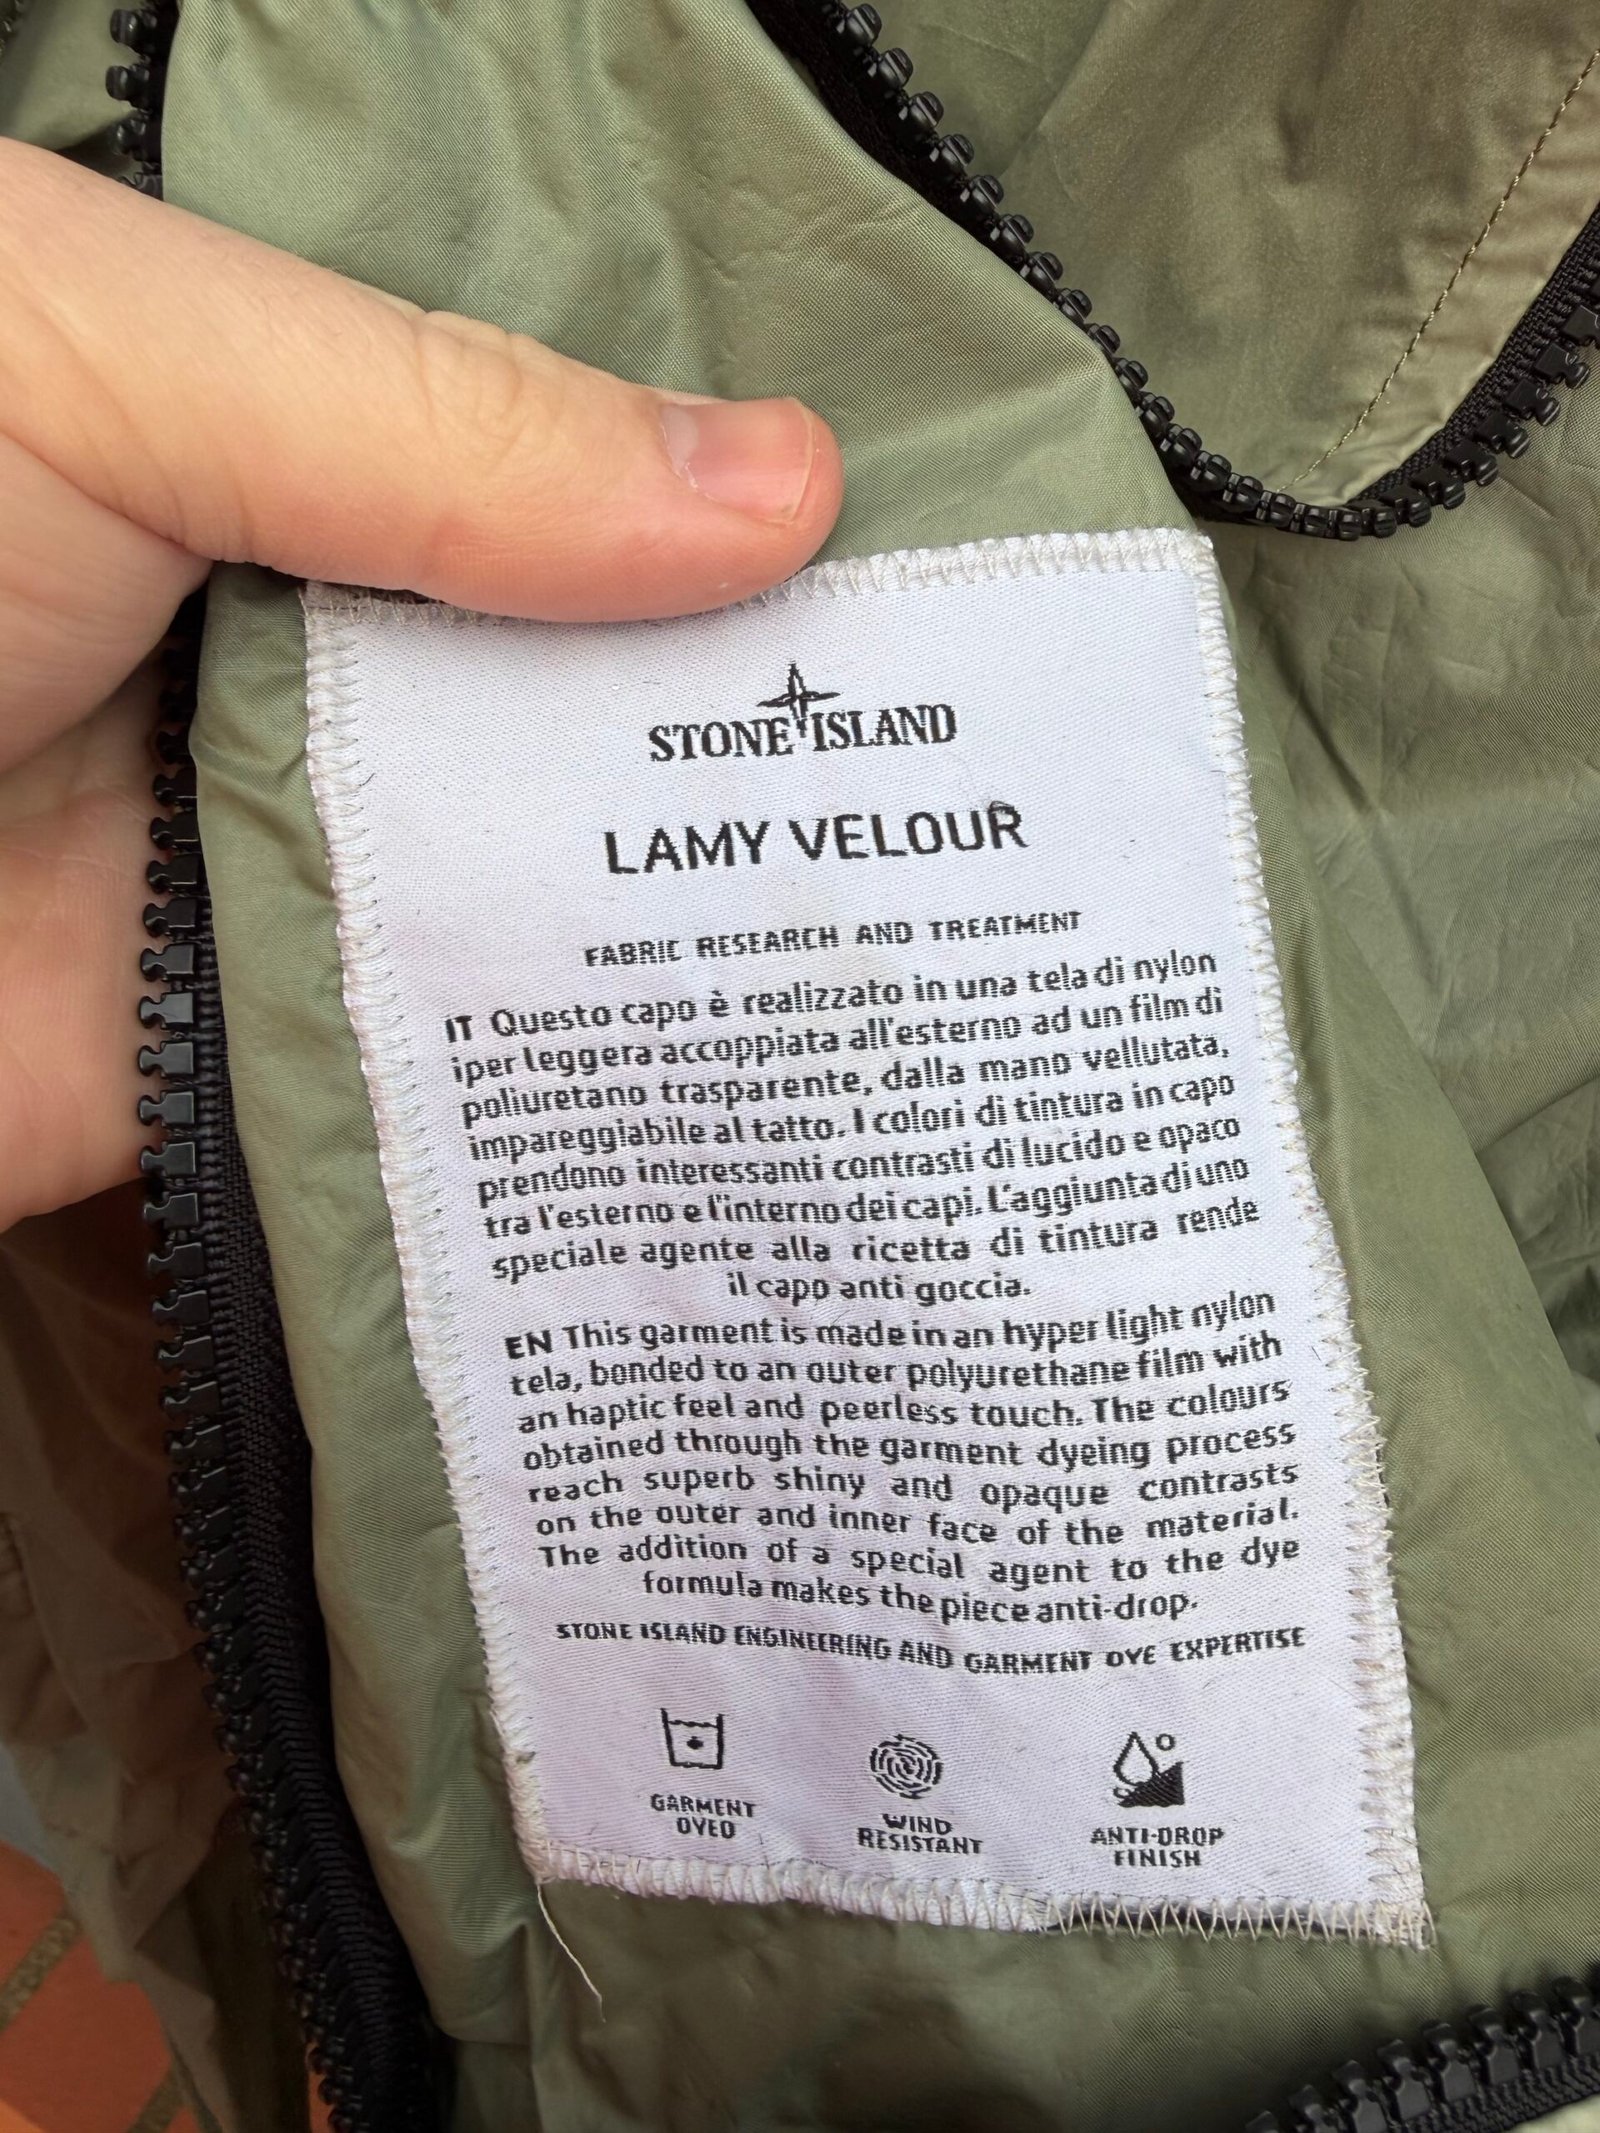 STONE ISLAND
LAMY VELOUR
FABRIC RESEARCH AND TREATMENT
IT Questo capo è realizzato in una tela di nylon
iper leggera accoppiata all'esterno ad un film di
poliuretano trasparente, dalla mano vellutata,
impareggiabile al tatto. I colori di tintura in capo
prendono interessanti contrasti di lucido e opaco
tra l'esterno e l'interno dei capi. L'aggiunta di uno
speciale agente alla ricetta di tintura rende
il capo anti goccia.
EN This garment is made in an hyper light nylon
tela, bonded to an outer polyurethane film with
an haptic feel and peerless touch. The colours
obtained through the garment dyeing process
reach superb shiny and opaque contrasts
on the outer and inner face of the material.
The addition of a special agent to the dye
formula makes the piece anti-drop.
STONE ISLAND ENGINEERING AND GARMENT DYE EXPERTISE
GARMENT
DYED
WIND
RESISTANT
ANTI-DROP
FINISH